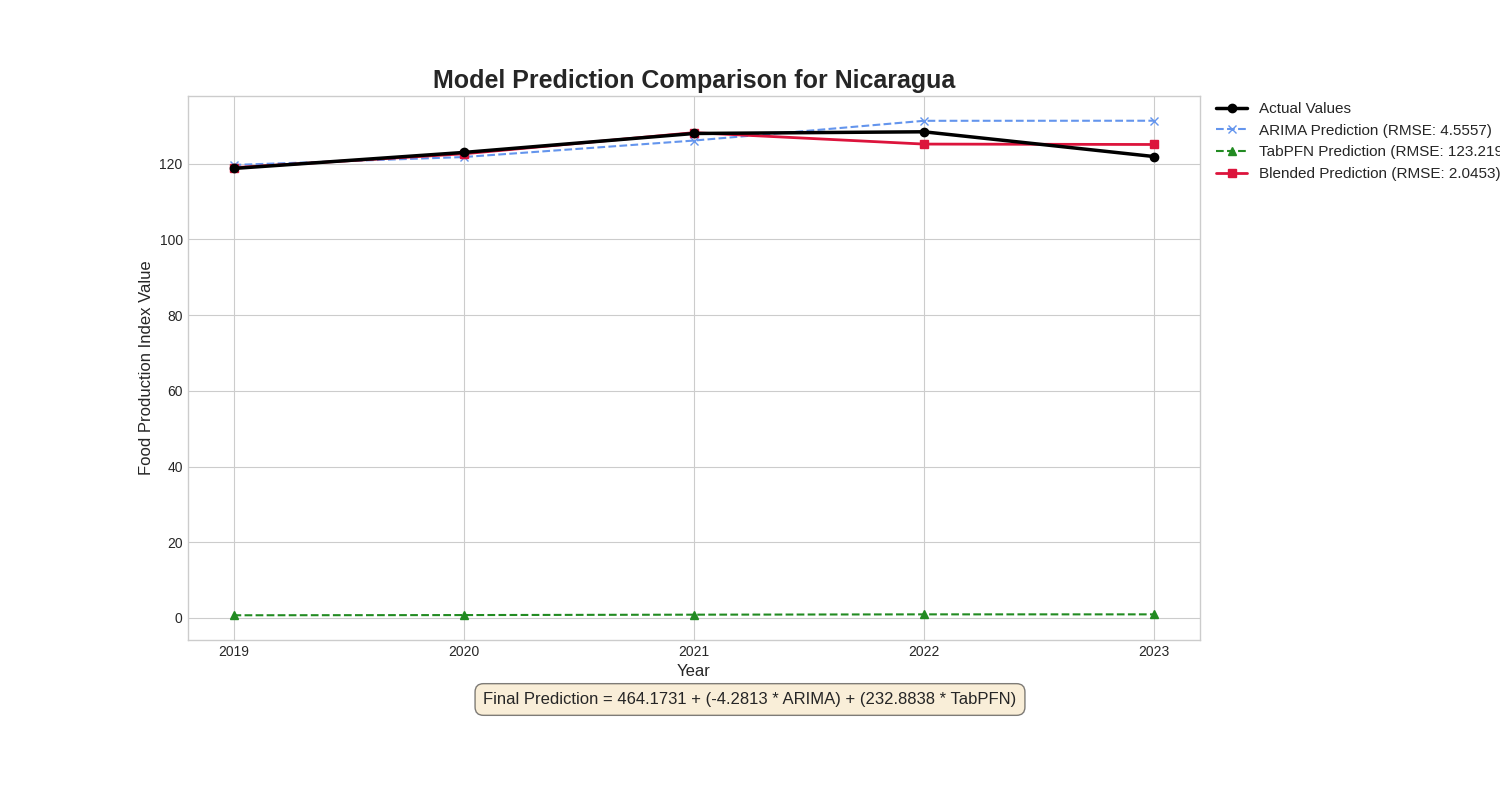 Model Prediction Comparison for Nicaragua
Actual Values
ARIMA Prediction (RMSE: 4.5557)
TabPFN Prediction (RMSE: 123.219
Blended Prediction (RMSE: 2.0453)
Food Production Index Value
120
100
80
60
40
20
0
2019 2020 2021 2022 2023
Year
Final Prediction = 464.1731 + (-4.2813 * ARIMA) + (232.8838 * TabPFN)